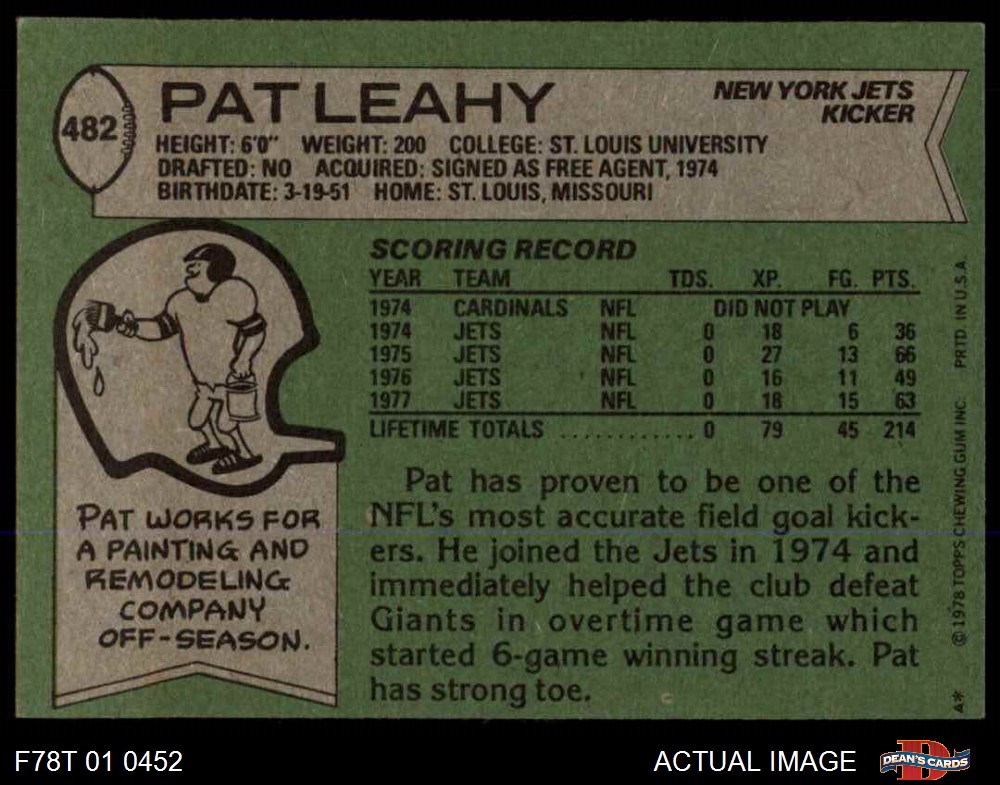 482
PAT LEAHY
NEW YORK JETS
KICKER
HEIGHT: 6'0" WEIGHT: 200 COLLEGE: ST. LOUIS UNIVERSITY
DRAFTED: NO ACQUIRED: SIGNED AS FREE AGENT, 1974
BIRTHDATE: 3-19-51 HOME: ST. LOUIS, MISSOURI
SCORING RECORD
YEAR TEAM TDS. XP. FG. PTS.
1974 CARDINALS NFL DID NOT PLAY
1974 JETS NFL 0 18 6 36
1975 JETS NFL 0 27 13 66
1976 JETS NFL 0 16 11 49
1977 JETS NFL 0 18 15 63
LIFETIME TOTALS ............ 0 79 45 214
PAT WORKS FOR
A PAINTING AND
REMODELING
COMPANY
OFF-SEASON.
Pat has proven to be one of the
NFL's most accurate field goal kick-
ers. He joined the Jets in 1974 and
immediately helped the club defeat
Giants in overtime game which
started 6-game winning streak. Pat
has strong toe.
A* © 1978 TOPPS CHEWING GUM INC. PRTD. IN U.S.A
F78T 01 0452
ACTUAL IMAGE
D
DEAN'S CARDS